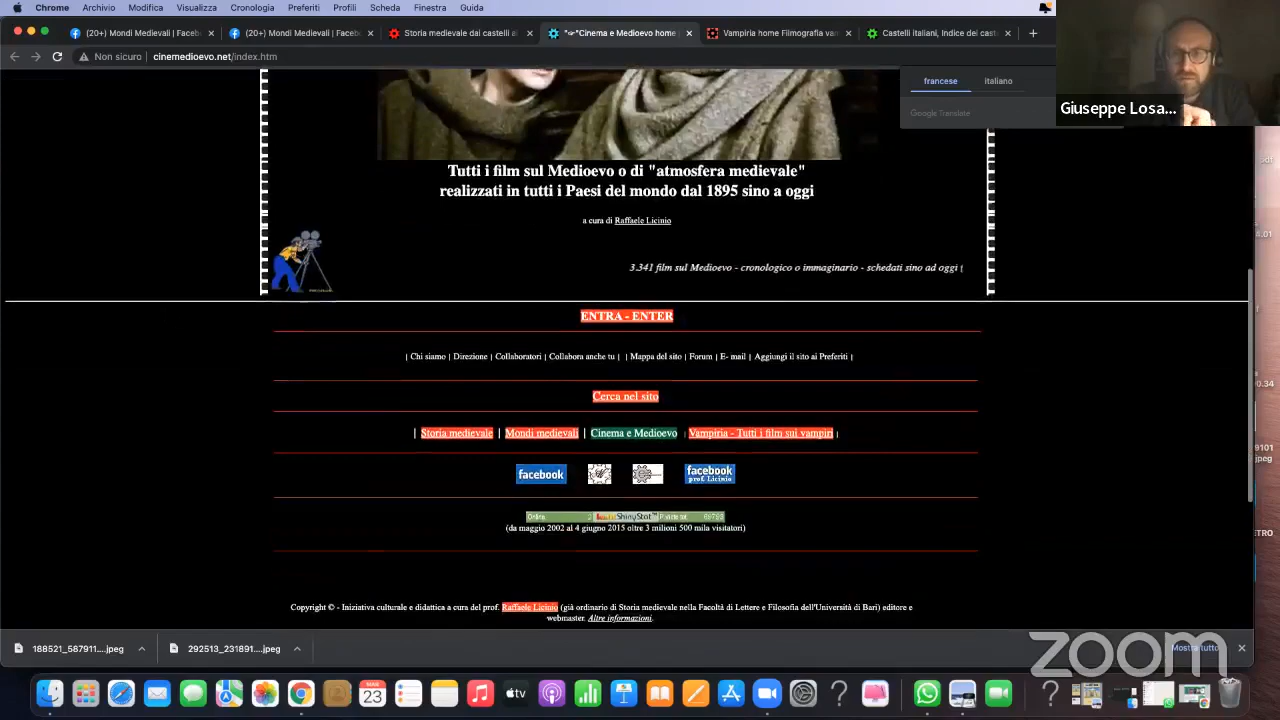 Chrome Archivio Modifica Visualizza Cronologia Preferiti Profili Scheda Finestra Guida
(20+) Mondi Medievali | Faceb
(20+) Mondi Medievali | Faceb
Storia medievale dai castelli ai
*☞*Cinema e Medioevo home
Vampiria home Filmografia vam
Castelli italiani, Indice dei cast
Non sicuro cinemedioevo.net/index.htm
francese italiano
Google Translate
Giuseppe Losa...
Tutti i film sul Medioevo o di "atmosfera medievale"
realizzati in tutti i Paesi del mondo dal 1895 sino a oggi
a cura di Raffaele Licinio
3.341 film sul Medioevo - cronologico o immaginario - schedati sino ad oggi (
ENTRA - ENTER
| Chi siamo | Direzione | Collaboratori | Collabora anche tu | | Mappa del sito | Forum | E- mail | Aggiungi il sito ai Preferiti |
Cerca nel sito
| Storia medievale | Mondi medievali | Cinema e Medioevo | Vampiria - Tutti i film sui vampiri |
facebook
facebook
prof. Licinio
Online ShinyStat
(da maggio 2002 al 4 giugno 2015 oltre 3 milioni 500 mila visitatori)
Copyright © - Iniziativa culturale e didattica a cura del prof. Raffaele Licinio (già ordinario di Storia medievale nella Facoltà di Lettere e Filosofia dell'Università di Bari) editore e
webmaster. Altre informazioni.
188521_587911....jpeg
292513_231891....jpeg
Mostra tutto
zoom
MAR
23
tv